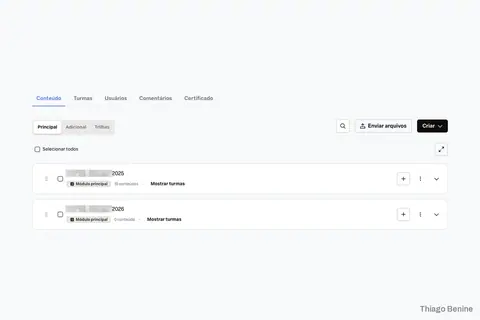 Conteúdo Turmas Usuários Comentários Certificado
Principal Adicional Trilhas
Enviar arquivos Criar
Selecionar todos
2025
Módulo principal conteúdos Mostrar turmas
2026
Módulo principal conteúdo Mostrar turmas
Thiago Benine